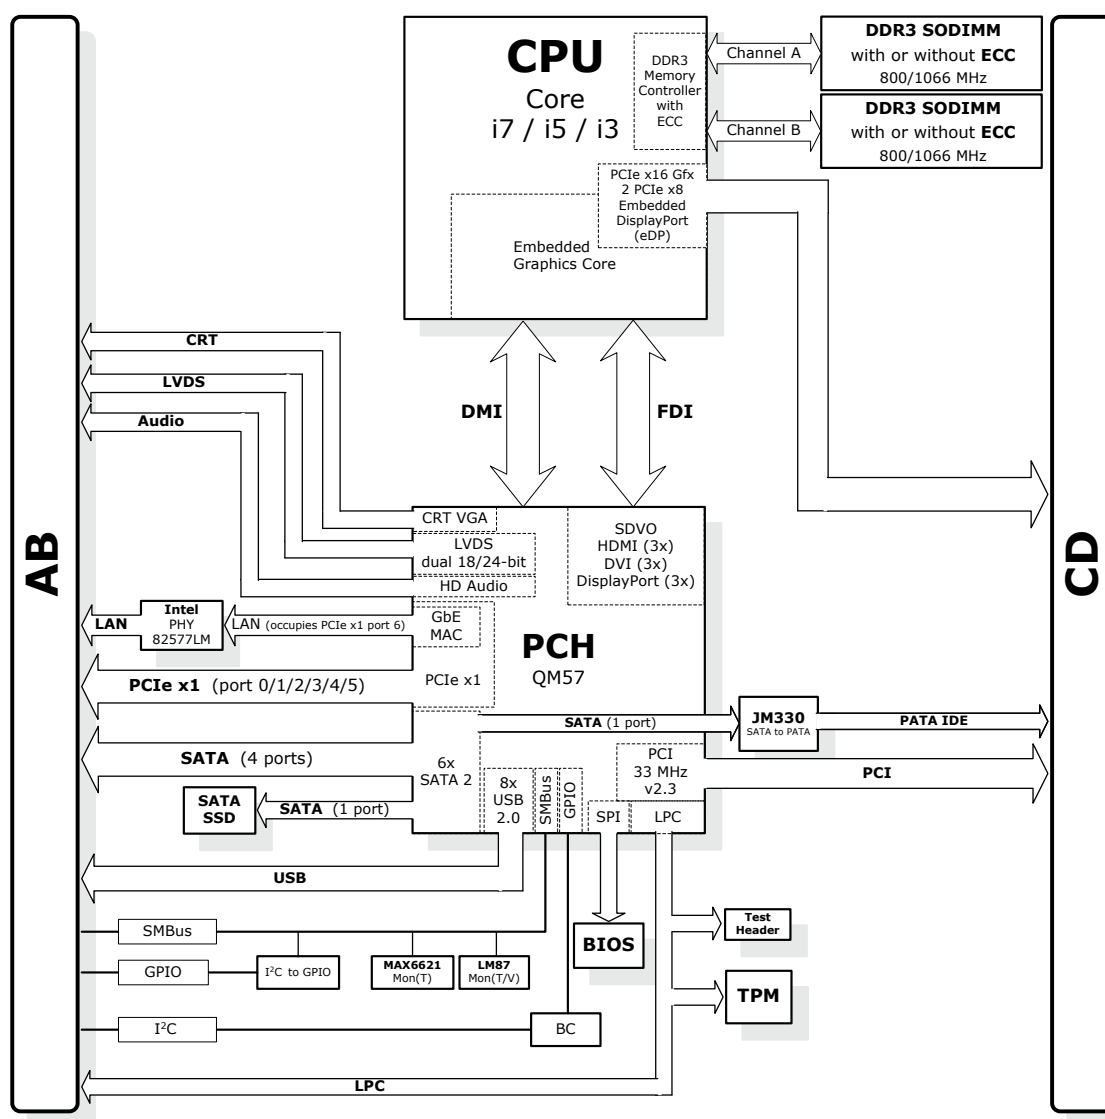 CPU
Core
i7 / i5 / i3
DDR3
Memory
Controller
with
ECC
Channel A
DDR3 SODIMM
with or without ECC
800/1066 MHz
Channel B
DDR3 SODIMM
with or without ECC
800/1066 MHz
PCIe x16 Gfx
2 PCIe x8
Embedded
DisplayPort
(eDP)
Embedded
Graphics Core
AB
CD
CRT
LVDS
Audio
DMI
FDI
CRT VGA
LVDS
dual 18/24-bit
HD Audio
SDVO
HDMI (3x)
DVI (3x)
DisplayPort (3x)
LAN
Intel
PHY
82577LM
LAN (occupies PCIe x1 port 6)
GbE
MAC
PCH
QM57
PCIe x1 (port 0/1/2/3/4/5)
PCIe x1
SATA (1 port)
JM330
SATA to PATA
PATA IDE
SATA (4 ports)
6x
SATA 2
PCI
33 MHz
v2.3
PCI
SATA
SSD
SATA (1 port)
8x
USB
2.0
SMBus
GPIO
SPI
LPC
USB
SMBus
GPIO
I²C to GPIO
MAX6621
Mon(T)
LM87
Mon(T/V)
BIOS
Test
Header
TPM
I²C
BC
LPC